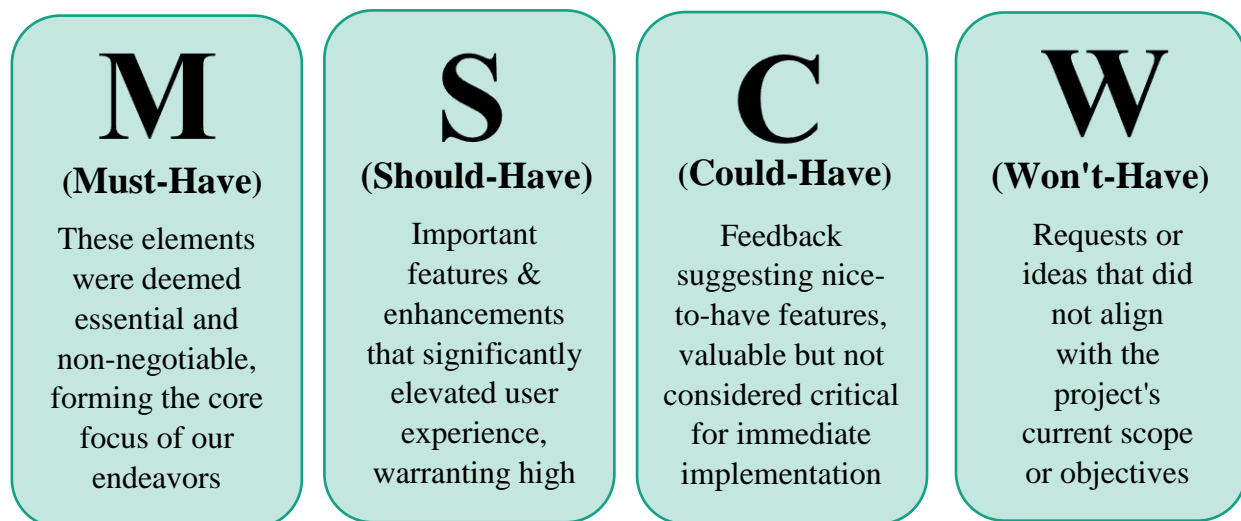 M
(Must-Have)
These elements
were deemed
essential and
non-negotiable,
forming the core
focus of our
endeavors
S
(Should-Have)
Important
features &
enhancements
that significantly
elevated user
experience,
warranting high
C
(Could-Have)
Feedback
suggesting nice-
to-have features,
valuable but not
considered critical
for immediate
implementation
W
(Won't-Have)
Requests or
ideas that did
not align
with the
project's
current scope
or objectives